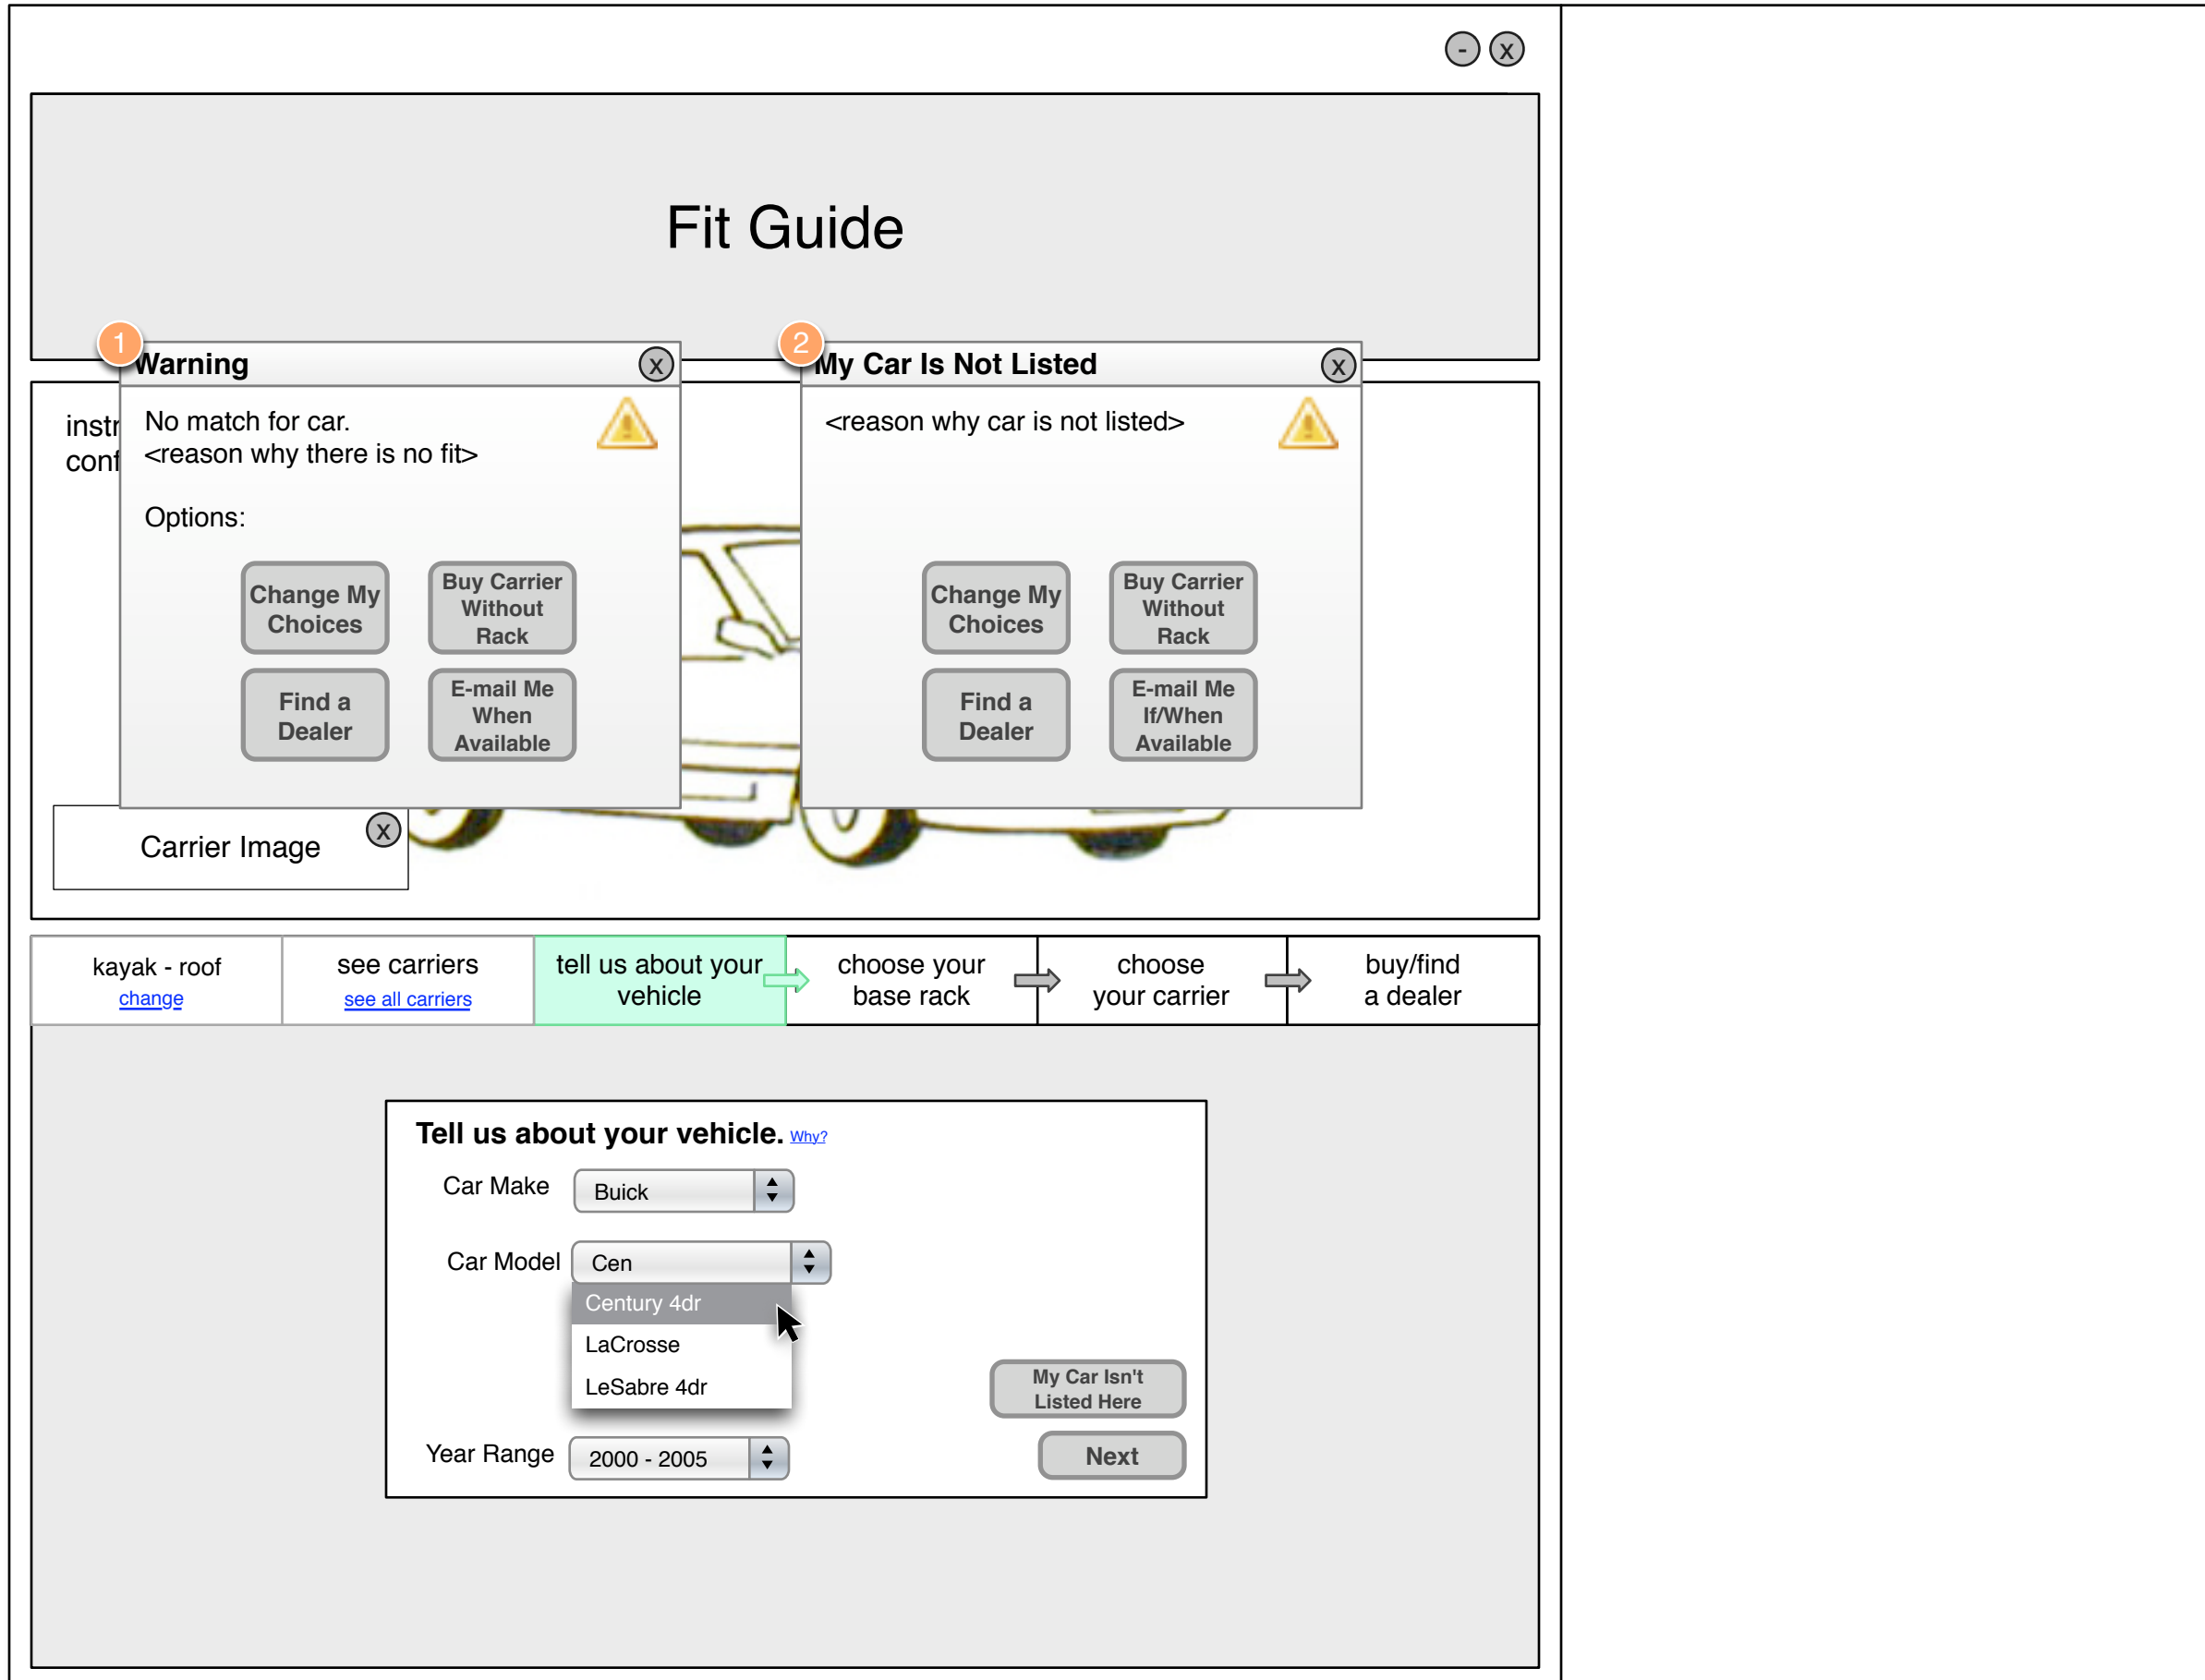 -
X
Fit Guide
1
Warning
X
No match for car.
<reason why there is no fit>
Options:
Change My
Choices
Buy Carrier
Without
Rack
Find a
Dealer
E-mail Me
When
Available
2
My Car Is Not Listed
X
<reason why car is not listed>
Change My
Choices
Buy Carrier
Without
Rack
Find a
Dealer
E-mail Me
If/When
Available
instr
conf
Carrier Image
X
kayak - roof
change
see carriers
see all carriers
tell us about your
vehicle
choose your
base rack
choose
your carrier
buy/find
a dealer
Tell us about your vehicle. Why?
Car Make
Buick
Car Model
Cen
Century 4dr
LaCrosse
LeSabre 4dr
My Car Isn't
Listed Here
Year Range
2000 - 2005
Next